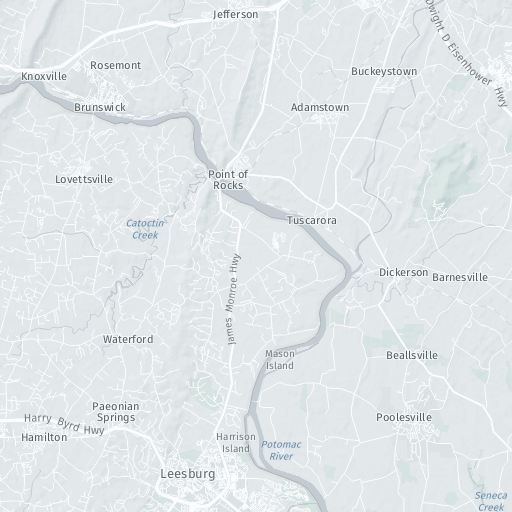 Jefferson
Dwight D Eisenhower Hwy
Rosemont
Knoxville
Buckeystown
Brunswick
Adamstown
Lovettsville
Point of
Rocks
Catoctin
Creek
Tuscarora
James Monroe Hwy
Dickerson
Barnesville
Waterford
Mason
Island
Beallsville
Paeonian
Springs
Harry Byrd Hwy
Hamilton
Poolesville
Harrison
Island
Potomac
River
Leesburg
Seneca
Creek